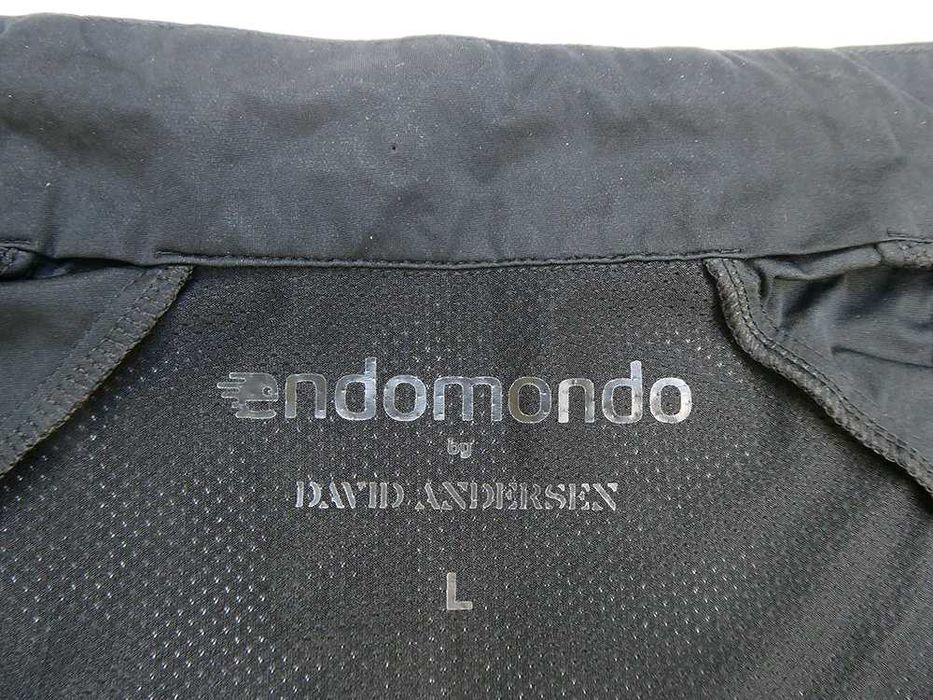 endomondo
by
DAVID ANDERSEN
L